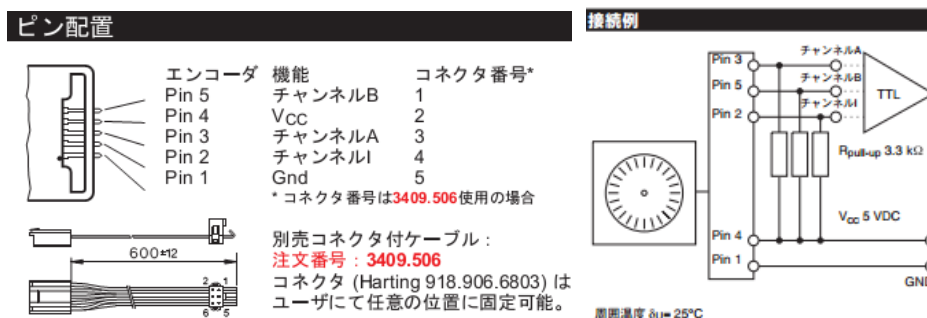 ピン配置
エンコーダ 機能 コネクタ番号*
Pin 5 チャンネルB 1
Pin 4 VCC 2
Pin 3 チャンネルA 3
Pin 2 チャンネルI 4
Pin 1 Gnd 5
* コネクタ番号は3409.506使用の場合
別売コネクタ付ケーブル：
注文番号：3409.506
コネクタ (Harting 918.906.6803) は
ユーザにて任意の位置に固定可能。
600±12
2 1
6 5
接続例
Pin 3 チャンネルA
Pin 5 チャンネルB
TTL
Pin 2 チャンネルI
Rpull-up 3.3 kΩ
VCC 5 VDC
Pin 4
Pin 1
GND
周囲温度 δu= 25°C